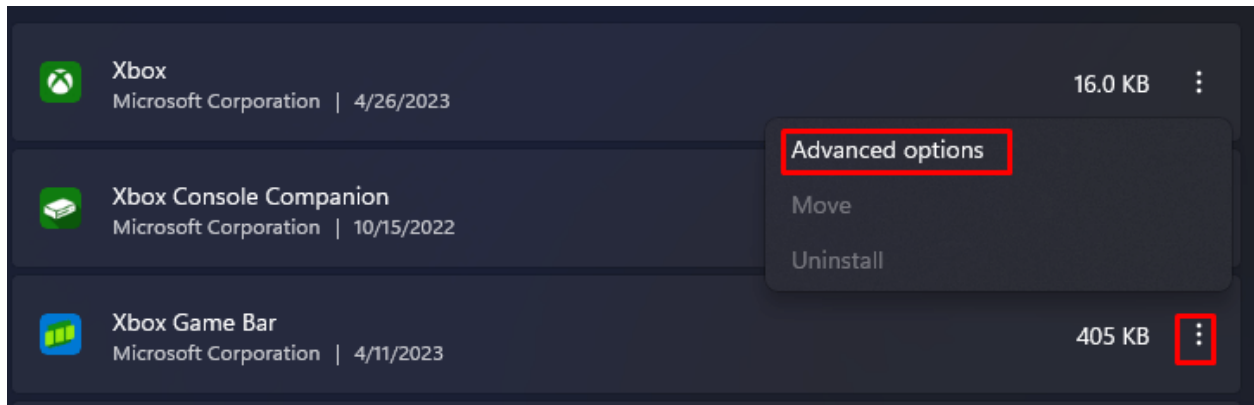 Xbox
Microsoft Corporation | 4/26/2023
16.0 KB
Advanced options
Move
Uninstall
Xbox Console Companion
Microsoft Corporation | 10/15/2022
Xbox Game Bar
Microsoft Corporation | 4/11/2023
405 KB